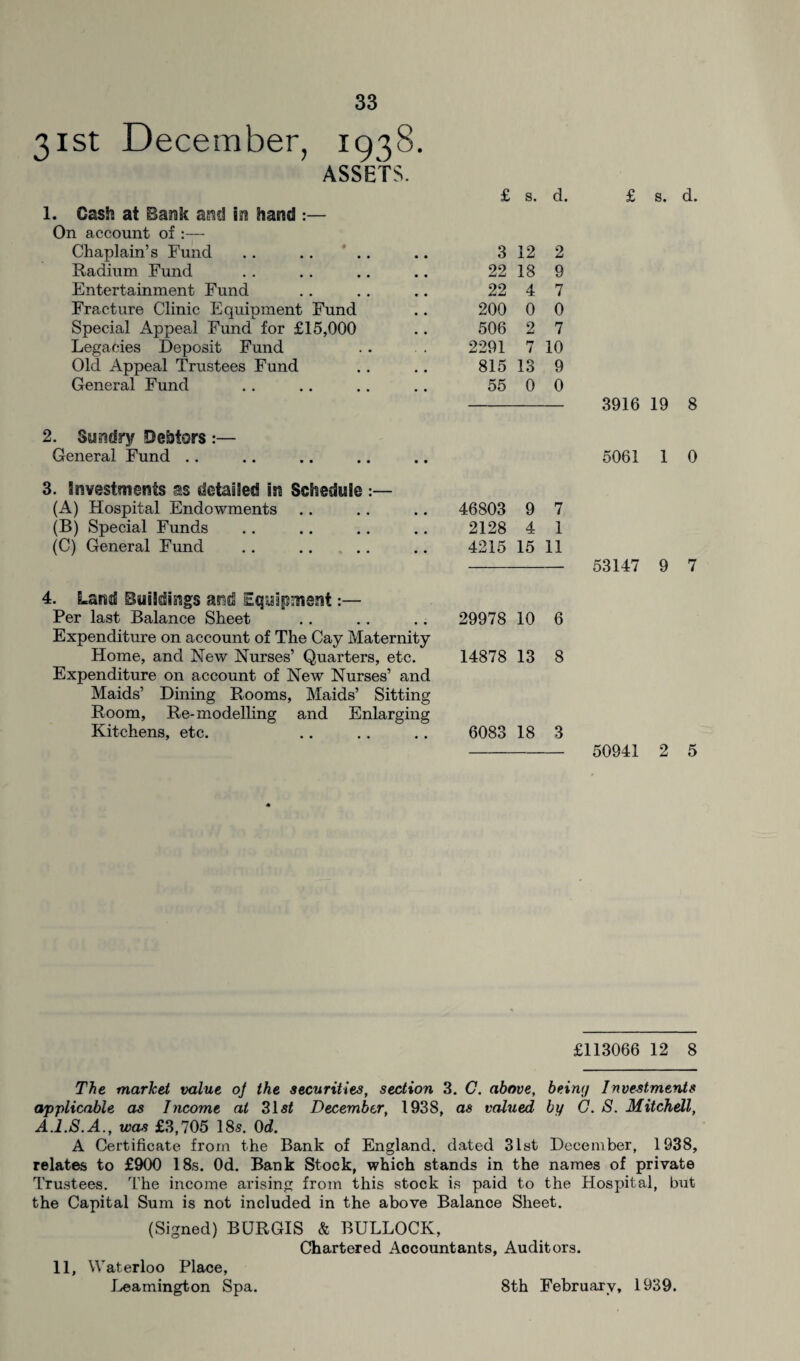 33
31st December, 1938.
ASSETS.
£ s. d. £ s. d.
1. Cash at Bank and in hand :—
On account of :—
Chaplain's Fund .. .. .. .. 3 12 2
Radium Fund .. .. .. .. 22 18 9
Entertainment Fund .. .. .. 22 4 7
Fracture Clinic Equipment Fund .. 200 0 0
Special Appeal Fund for £15,000 .. 506 2 7
Legacies Deposit Fund .. .. 2291 7 10
Old Appeal Trustees Fund .. .. 815 13 9
General Fund .. .. .. .. 55 0 0
3916 19 8
2. Sundry Debtors :—
General Fund .. .. .. .. .. 5061 1 0
3. Investments as detailed in Schedule :—
(A) Hospital Endowments .. .. .. 46803 9 7
(B) Special Funds .. .. .. .. 2128 4 1
(C) General Fund .. .. .. .. 4215 15 11
53147 9 7
4. Land Buildings and Equipment :—
Per last Balance Sheet .. .. .. 29978 10 6
Expenditure on account of The Cay Maternity
Home, and New Nurses' Quarters, etc. 14878 13 8
Expenditure on account of New Nurses' and
Maids' Dining Rooms, Maids' Sitting
Room, Re-modelling and Enlarging
Kitchens, etc. .. .. .. 6083 18 3
50941 2 5
£113066 12 8
The market value of the securities, section 3. C. above, being Investments
applicable as Income at 31st December, 1938, as valued by C. S. Mitchell,
A.I.S.A., was £3,705 18s. 0d.
A Certificate from the Bank of England, dated 31st December, 1938,
relates to £900 18s. 0d. Bank Stock, which stands in the names of private
Trustees. The income arising from this stock is paid to the Hospital, but
the Capital Sum is not included in the above Balance Sheet.
(Signed) BURGIS & BULLOCK,
Chartered Accountants, Auditors.
11, Waterloo Place,
Leamington Spa. 8th February, 1939.